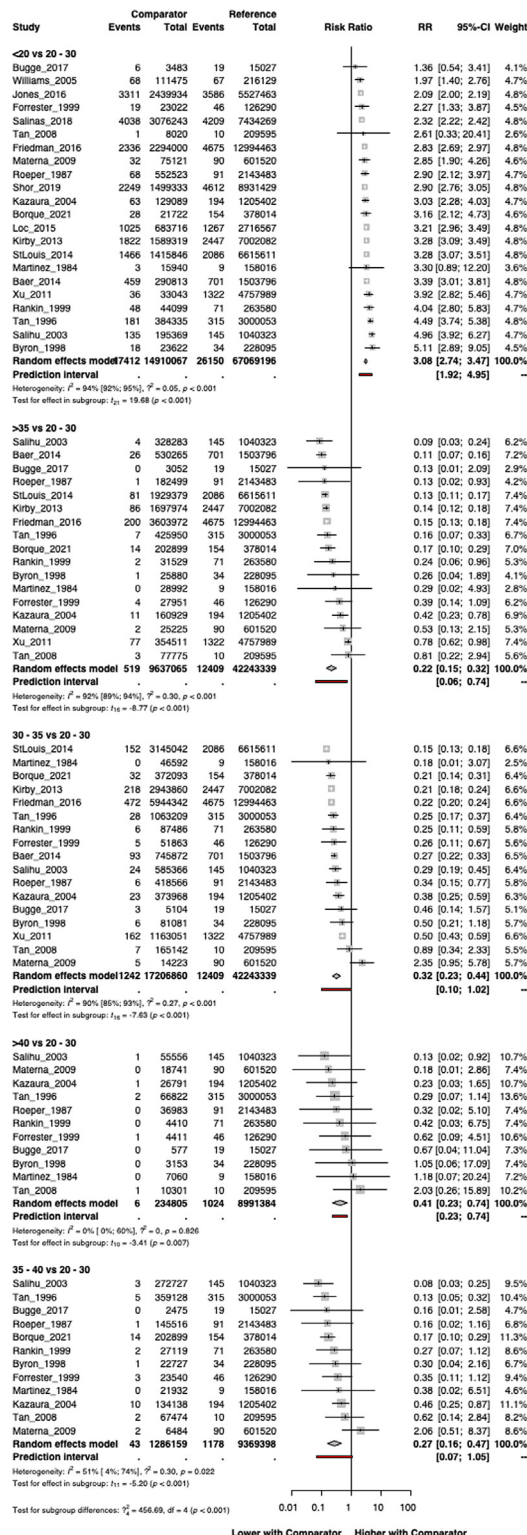 Comparator Reference
Study Events Total Events Total Risk Ratio RR 95%-CI Weight
<20 vs 20 - 30
Bugge_2017 6 3483 19 15027 1.36 [0.54; 3.41] 4.1%
Williams_2005 68 111475 67 216129 1.97 [1.40; 2.76] 4.7%
Jones_2016 3311 2439934 3586 5527463 2.09 [2.00; 2.19] 4.8%
Forrester_1999 19 23022 46 126290 2.27 [1.33; 3.87] 4.6%
Salinas_2018 4038 3076243 4209 7434269 2.32 [2.22; 2.42] 4.8%
Tan_2008 1 8020 10 209595 2.61 [0.33; 20.41] 2.4%
Friedman_2016 2336 2294000 4675 12994463 2.83 [2.69; 2.97] 4.8%
Materna_2009 32 75121 90 601520 2.85 [1.90; 4.26] 4.7%
Roeper_1987 68 552523 91 2143483 2.90 [2.12; 3.97] 4.7%
Shor_2019 2249 1499333 4612 8931429 2.90 [2.76; 3.05] 4.8%
Kazaura_2004 63 129089 194 1205402 3.03 [2.28; 4.03] 4.8%
Borque_2021 28 21722 154 378014 3.16 [2.12; 4.73] 4.7%
Loc_2015 1025 683716 1267 2716567 3.21 [2.96; 3.49] 4.8%
Kirby_2013 1822 1589319 2447 7002082 3.28 [3.09; 3.49] 4.8%
StLouis_2014 1466 1415846 2086 6615611 3.28 [3.07; 3.51] 4.8%
Martinez_1984 3 15940 9 158016 3.30 [0.89; 12.20] 3.6%
Baer_2014 459 290813 701 1503796 3.39 [3.01; 3.81] 4.8%
Xu_2011 36 33043 1322 4757989 3.92 [2.82; 5.46] 4.7%
Rankin_1999 48 44099 71 263580 4.04 [2.80; 5.83] 4.7%
Tan_1996 181 384335 315 3000053 4.49 [3.74; 5.38] 4.8%
Salihu_2003 135 195369 145 1040323 4.96 [3.92; 6.27] 4.8%
Byron_1998 18 23622 34 228095 5.11 [2.89; 9.05] 4.5%
Random effects model 17412 14910067 26150 67069196 3.08 [2.74; 3.47] 100.0%
Prediction interval . . . . [1.92; 4.95] --
Heterogeneity: I² = 94% [92%; 95%], ?² = 0.05, p < 0.001
Test for effect in subgroup: t₂₁ = 19.68 (p < 0.001)
>35 vs 20 - 30
Salihu_2003 4 328283 145 1040323 0.09 [0.03; 0.24] 6.2%
Baer_2014 26 530265 701 1503796 0.11 [0.07; 0.16] 7.2%
Bugge_2017 0 3052 19 15027 0.13 [0.01; 2.09] 2.9%
Roeper_1987 1 182499 91 2143483 0.13 [0.02; 0.93] 4.2%
StLouis_2014 81 1929379 2086 6615611 0.13 [0.11; 0.17] 7.4%
Kirby_2013 86 1697974 2447 7002082 0.14 [0.12; 0.18] 7.4%
Friedman_2016 200 3603972 4675 12994463 0.15 [0.13; 0.18] 7.5%
Tan_1996 7 425950 315 3000053 0.16 [0.07; 0.33] 6.7%
Borque_2021 14 202899 154 378014 0.17 [0.10; 0.29] 7.0%
Rankin_1999 2 31529 71 263580 0.24 [0.06; 0.96] 5.3%
Byron_1998 1 25880 34 228095 0.26 [0.04; 1.89] 4.1%
Martinez_1984 0 28992 9 158016 0.29 [0.02; 4.93] 2.8%
Forrester_1999 4 27951 46 126290 0.39 [0.14; 1.09] 6.1%
Kazaura_2004 11 160929 194 1205402 0.42 [0.23; 0.78] 6.9%
Materna_2009 2 25225 90 601520 0.53 [0.13; 2.15] 5.2%
Xu_2011 77 354511 1322 4757989 0.78 [0.62; 0.98] 7.4%
Tan_2008 3 77775 10 209595 0.81 [0.22; 2.94] 5.5%
Random effects model 519 9637065 12409 42243339 0.22 [0.15; 0.32] 100.0%
Prediction interval . . . . [0.06; 0.74] --
Heterogeneity: I² = 92% [89%; 94%], ?² = 0.30, p < 0.001
Test for effect in subgroup: t₁₆ = -8.77 (p < 0.001)
30 - 35 vs 20 - 30
StLouis_2014 152 3145042 2086 6615611 0.15 [0.13; 0.18] 6.6%
Martinez_1984 0 46592 9 158016 0.18 [0.01; 3.07] 2.5%
Borque_2021 32 372093 154 378014 0.21 [0.14; 0.31] 6.4%
Kirby_2013 218 2943860 2447 7002082 0.21 [0.18; 0.24] 6.6%
Friedman_2016 472 5944342 4675 12994463 0.22 [0.20; 0.24] 6.6%
Tan_1996 28 1063209 315 3000053 0.25 [0.17; 0.37] 6.4%
Rankin_1999 6 87486 71 263580 0.25 [0.11; 0.59] 5.7%
Forrester_1999 5 51863 46 126290 0.26 [0.11; 0.67] 5.5%
Baer_2014 93 745872 701 1503796 0.27 [0.22; 0.33] 6.6%
Salihu_2003 24 585366 145 1040323 0.29 [0.19; 0.45] 6.4%
Roeper_1987 6 418566 91 2143483 0.34 [0.15; 0.77] 5.7%
Kazaura_2004 23 373968 194 1205402 0.38 [0.25; 0.59] 6.3%
Bugge_2017 3 5104 19 15027 0.46 [0.14; 1.57] 4.9%
Byron_1998 6 81081 34 228095 0.50 [0.21; 1.18] 5.6%
Xu_2011 162 1163051 1322 4757989 0.50 [0.43; 0.59] 6.6%
Tan_2008 7 165142 10 209595 0.89 [0.34; 2.33] 5.4%
Materna_2009 5 14223 90 601520 2.35 [0.95; 5.78] 5.5%
Random effects model 1242 17206860 12409 42243339 0.32 [0.23; 0.44] 100.0%
Prediction interval . . . . [0.10; 1.02] --
Heterogeneity: I² = 90% [85%; 93%], ?² = 0.27, p < 0.001
Test for effect in subgroup: t₁₆ = -7.63 (p < 0.001)
>40 vs 20 - 30
Salihu_2003 1 55556 145 1040323 0.13 [0.02; 0.92] 10.7%
Materna_2009 0 18741 90 601520 0.18 [0.01; 2.86] 7.4%
Kazaura_2004 1 26791 194 1205402 0.23 [0.03; 1.65] 10.7%
Tan_1996 2 66822 315 3000053 0.29 [0.07; 1.14] 12.6%
Roeper_1987 0 36983 91 2143483 0.32 [0.02; 5.10] 7.4%
Rankin_1999 0 4410 71 263580 0.42 [0.03; 6.75] 7.4%
Forrester_1999 1 4411 46 126290 0.62 [0.09; 4.51] 10.6%
Bugge_2017 0 577 19 15027 0.67 [0.04; 11.04] 7.3%
Byron_1998 0 3153 34 228095 1.05 [0.06; 17.09] 7.4%
Martinez_1984 0 7060 9 158016 1.18 [0.07; 20.24] 7.2%
Tan_2008 1 10301 10 209595 2.03 [0.26; 15.89] 10.2%
Random effects model 6 234805 1024 8991384 0.41 [0.23; 0.74] 100.0%
Prediction interval . . . . [0.23; 0.74] --
Heterogeneity: I² = 0% [ 0%; 60%], ?² = 0, p = 0.826
Test for effect in subgroup: t₁₀ = -3.41 (p = 0.007)
35 - 40 vs 20 - 30
Salihu_2003 3 272727 145 1040323 0.08 [0.03; 0.25] 9.5%
Tan_1996 5 359128 315 3000053 0.13 [0.05; 0.32] 10.4%
Bugge_2017 0 2475 19 15027 0.16 [0.01; 2.58] 4.7%
Roeper_1987 1 145516 91 2143483 0.16 [0.02; 1.16] 6.8%
Borque_2021 14 202899 154 378014 0.17 [0.10; 0.29] 11.3%
Rankin_1999 2 27119 71 263580 0.27 [0.07; 1.12] 8.6%
Byron_1998 1 22727 34 228095 0.30 [0.04; 2.16] 6.7%
Forrester_1999 3 23540 46 126290 0.35 [0.11; 1.12] 9.4%
Martinez_1984 0 21932 9 158016 0.38 [0.02; 6.51] 4.6%
Kazaura_2004 10 134138 194 1205402 0.46 [0.25; 0.87] 11.1%
Tan_2008 2 67474 10 209595 0.62 [0.14; 2.84] 8.2%
Materna_2009 2 6484 90 601520 2.06 [0.51; 8.37] 8.6%
Random effects model 43 1286159 1178 9369398 0.27 [0.16; 0.47] 100.0%
Prediction interval . . . . [0.07; 1.05] --
Heterogeneity: I² = 51% [ 4%; 74%], ?² = 0.30, p = 0.022
Test for effect in subgroup: t₁₁ = -5.20 (p < 0.001)
Test for subgroup differences: ?²₄ = 456.69, df = 4 (p < 0.001)
0.01 0.1 1 10
Lower with Comparator Higher with Comparator